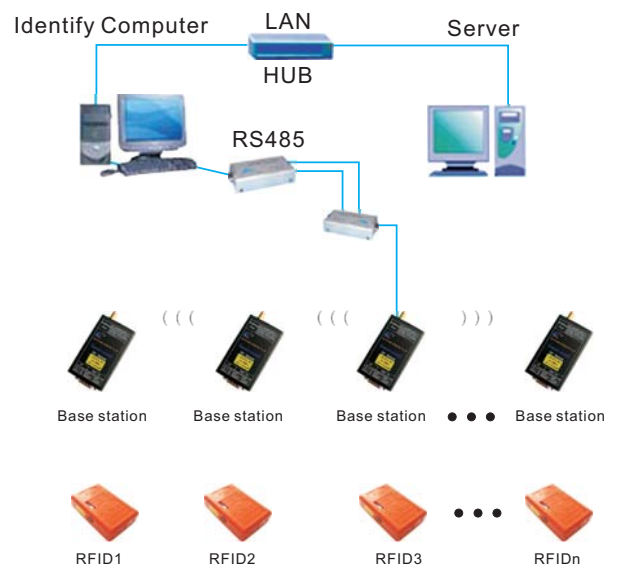 Identify Computer
LAN
HUB
Server
RS485
Base station
Base station
Base station
Base station
RFID1
RFID2
RFID3
RFIDn